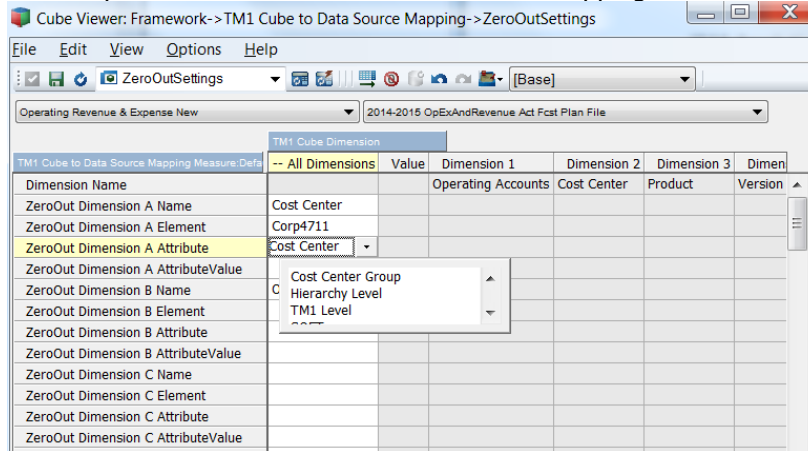 Cube Viewer: Framework->TM1 Cube to Data Source Mapping->ZeroOutSettings
File Edit View Options Help
ZeroOutSettings [Base]
Operating Revenue & Expense New 2014-2015 OpExAndRevenue Act Fcst Plan File
TM1 Cube Dimension
TM1 Cube to Data Source Mapping Measure:Defa -- All Dimensions Value Dimension 1 Dimension 2 Dimension 3 Dimen
Dimension Name Operating Accounts Cost Center Product Version
ZeroOut Dimension A Name Cost Center
ZeroOut Dimension A Element Corp4711
ZeroOut Dimension A Attribute Cost Center
ZeroOut Dimension A AttributeValue
Cost Center Group
ZeroOut Dimension B Name
Hierarchy Level
ZeroOut Dimension B Element
TM1 Level
ZeroOut Dimension B Attribute
ZeroOut Dimension B AttributeValue
ZeroOut Dimension C Name
ZeroOut Dimension C Element
ZeroOut Dimension C Attribute
ZeroOut Dimension C AttributeValue